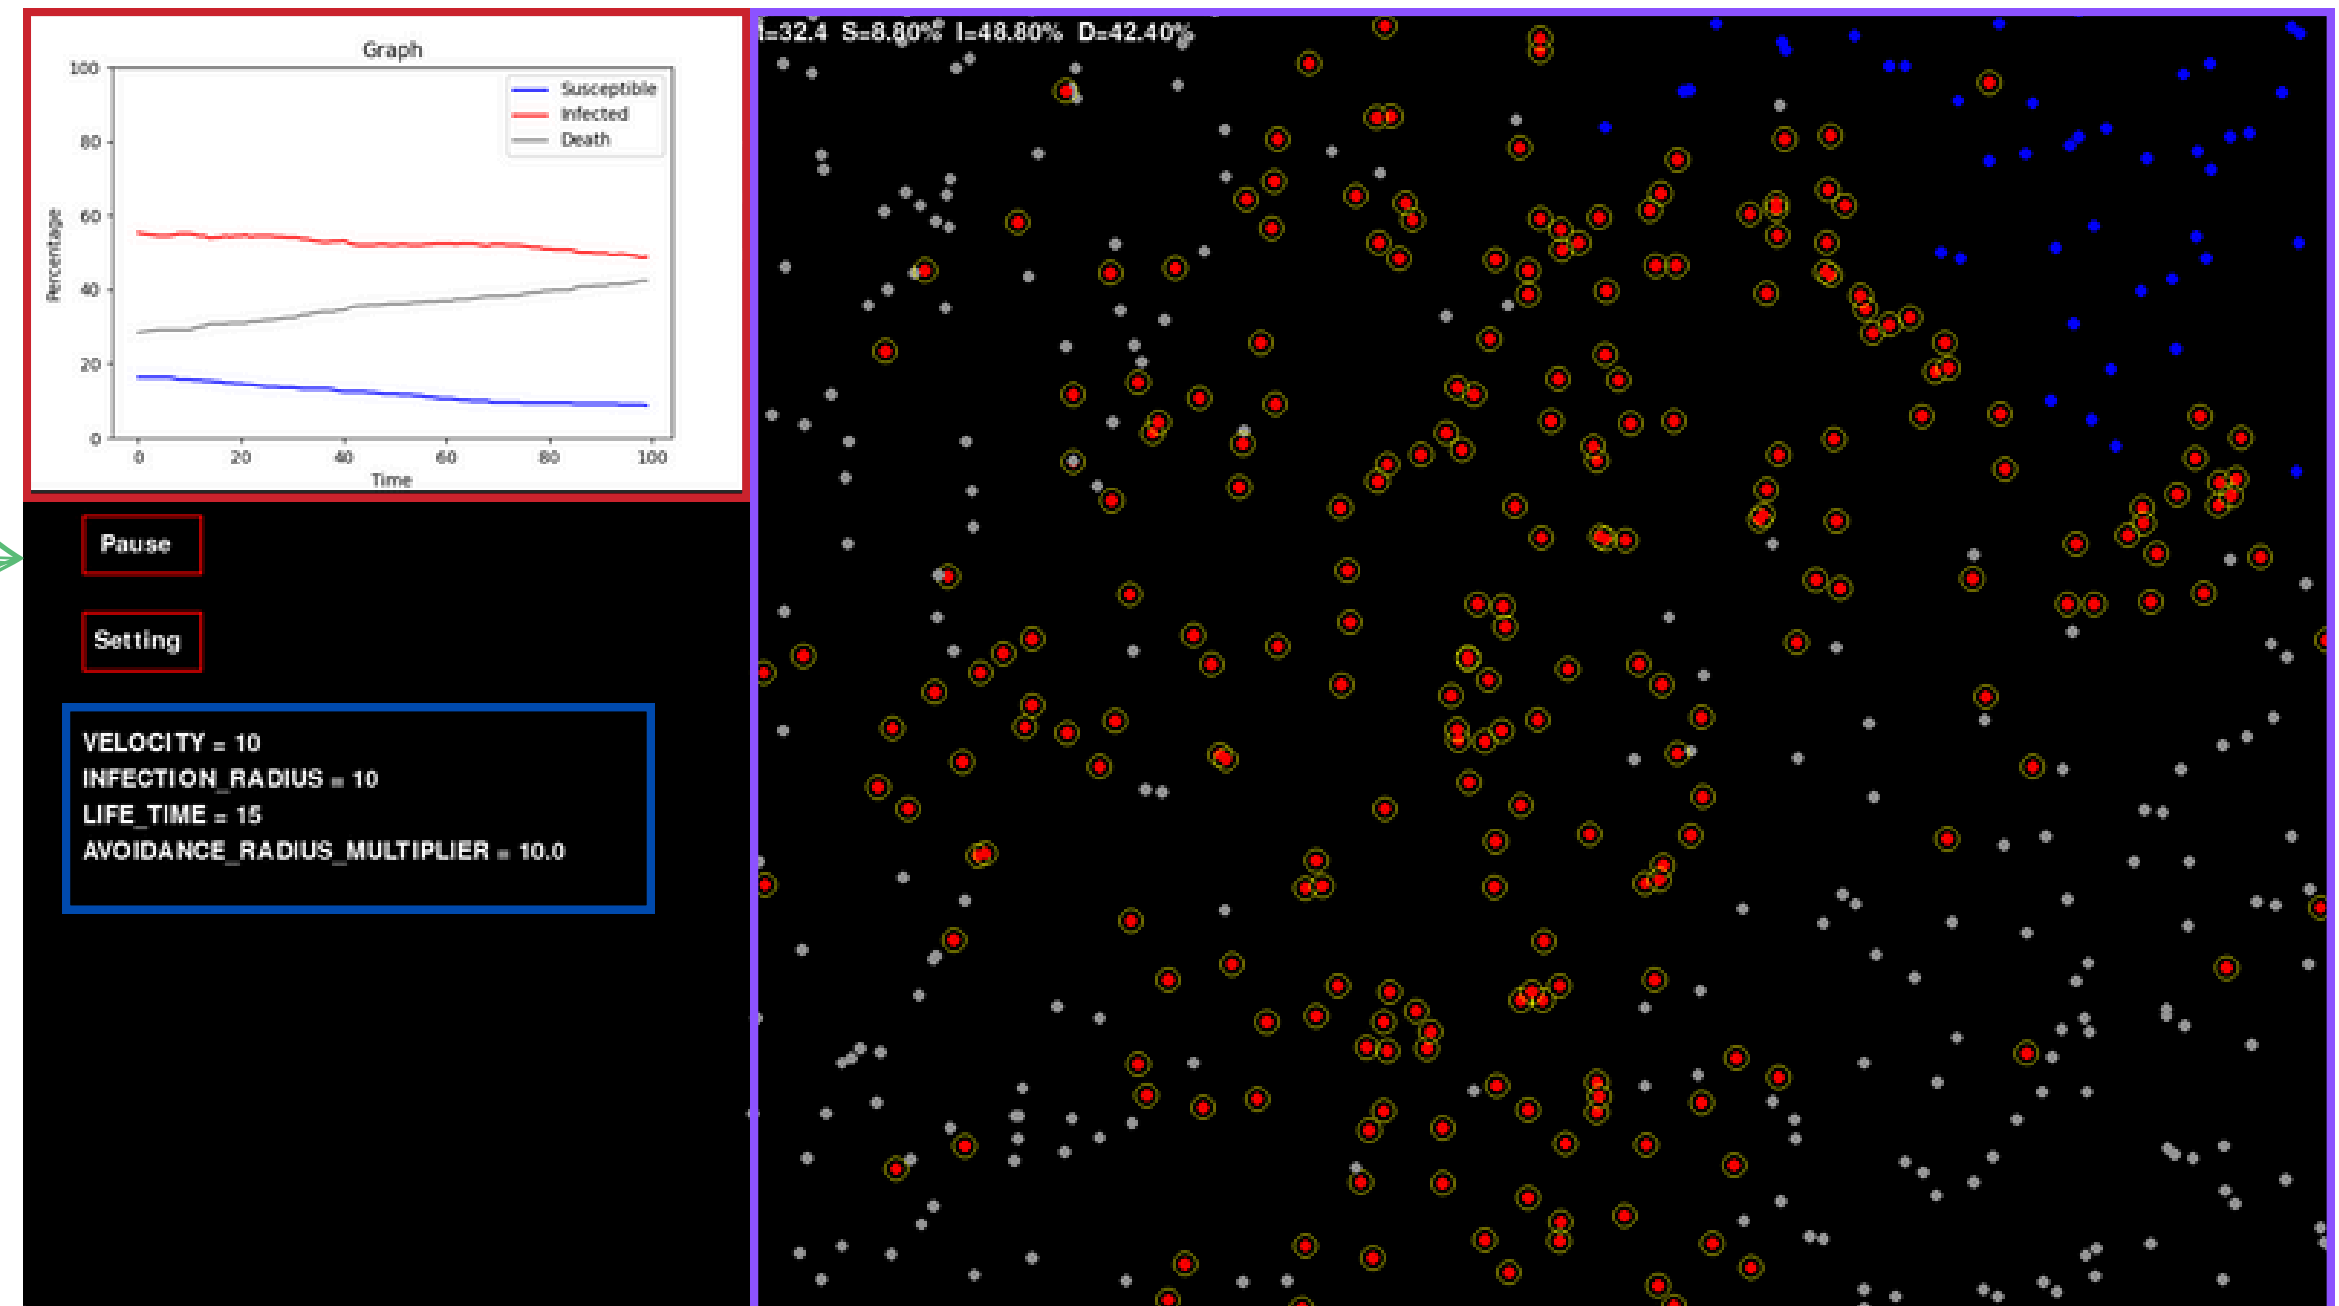 Graph
100
80
60
40
20
0
Percentage
Susceptible
Infected
Death
0 20 40 60 80 100
Time
Pause
Setting
VELOCITY = 10
INFECTION_RADIUS = 10
LIFE_TIME = 15
AVOIDANCE_RADIUS_MULTIPLIER = 10.0
=32.4 S=8.80% I=48.80% D=42.40%